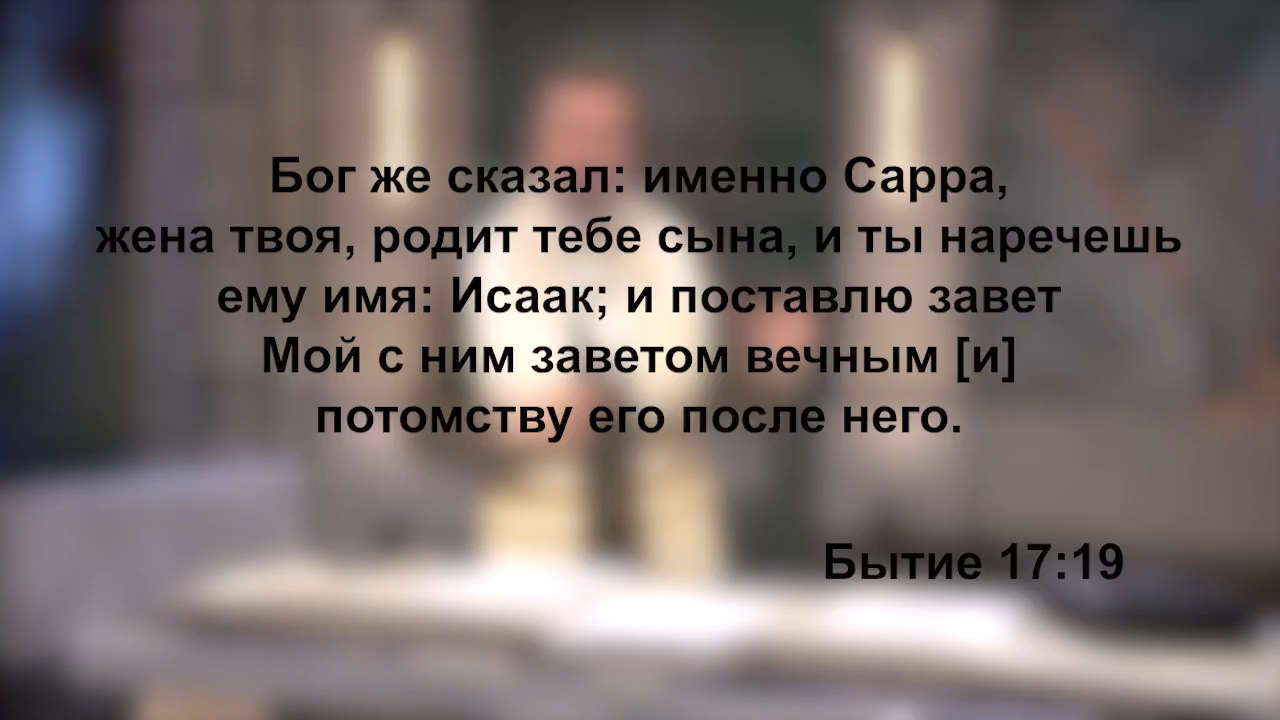 Бог же сказал: именно Сарра,
жена твоя, родит тебе сына, и ты наречешь
ему имя: Исаак; и поставлю завет
Мой с ним заветом вечным [и]
потомству его после него.
Бытие 17:19